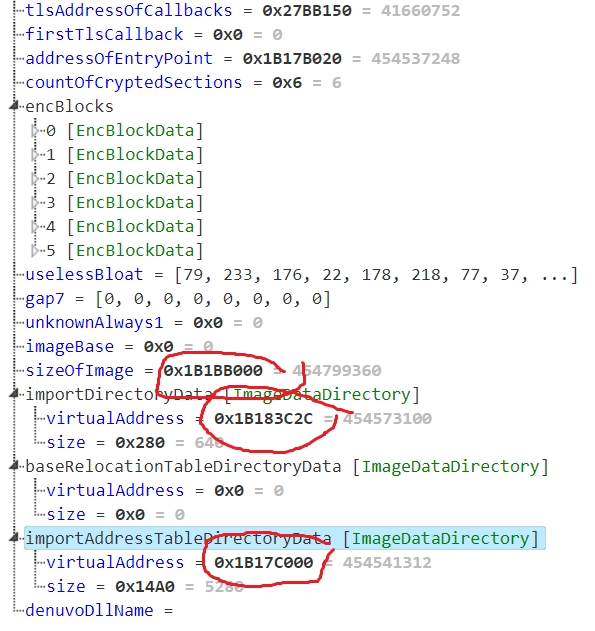 tlsAddressOfCallbacks = 0x27BB150 = 41660752
firstTlsCallback = 0x0 = 0
addressOfEntryPoint = 0x1B17B020 = 454537248
countOfCryptedSections = 0x6 = 6
encBlocks
0 [EncBlockData]
1 [EncBlockData]
2 [EncBlockData]
3 [EncBlockData]
4 [EncBlockData]
5 [EncBlockData]
uselessBloat = [79, 233, 176, 22, 178, 218, 77, 37, ...]
gap7 = [0, 0, 0, 0, 0, 0, 0, 0]
unknownAlways1 = 0x0 = 0
imageBase = 0x0 = 0
sizeOfImage = 0x1B1BB000 = 454799360
importDirectoryData [ImageDataDirectory]
virtualAddress = 0x1B183C2C = 454573100
size = 0x280 = 640
baseRelocationTableDirectoryData [ImageDataDirectory]
virtualAddress = 0x0 = 0
size = 0x0 = 0
importAddressTableDirectoryData [ImageDataDirectory]
virtualAddress = 0x1B17C000 = 454541312
size = 0x14A0 = 5280
denuvoDllName =